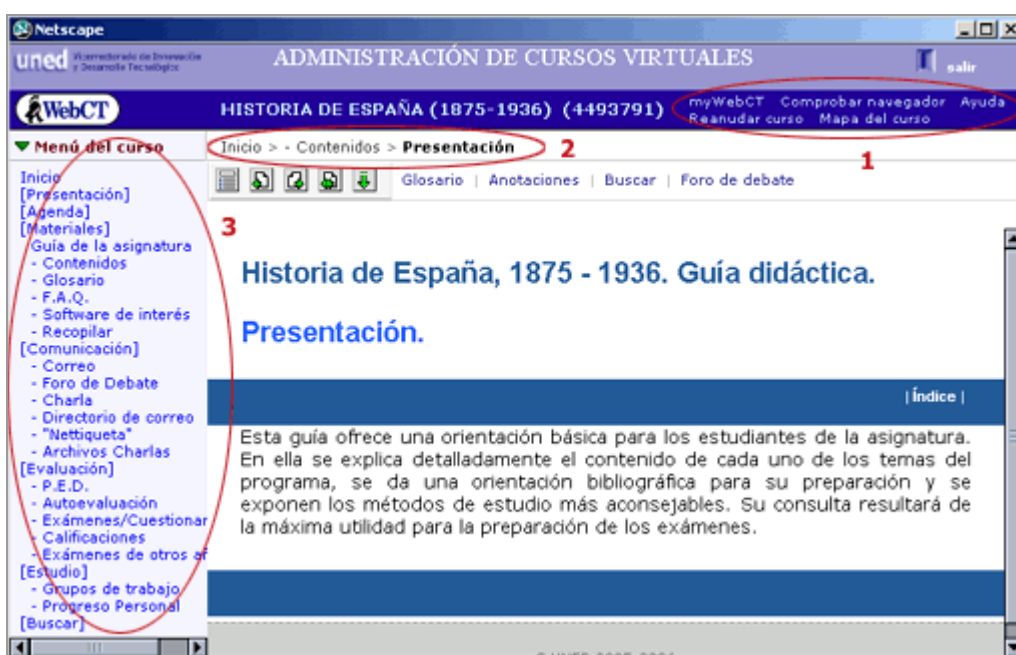 Netscape
uned Vicerrectorado de Innovación
y Desarrollo Tecnológico
ADMINISTRACIÓN DE CURSOS VIRTUALES
salir
WebCT
HISTORIA DE ESPAÑA (1875-1936) (4493791)
myWebCT Comprobar navegador Ayuda
Reanudar curso Mapa del curso
1
Menú del curso
Inicio > - Contenidos > Presentación
2
Glosario | Anotaciones | Buscar | Foro de debate
3
Inicio
[Presentación]
[Agenda]
[Materiales]
Guía de la asignatura
- Contenidos
- Glosario
- F.A.Q.
- Software de interés
- Recopilar
[Comunicación]
- Correo
- Foro de Debate
- Charla
- Directorio de correo
- "Nettiqueta"
- Archivos Charlas
[Evaluación]
- P.E.D.
- Autoevaluación
- Exámenes/Cuestionar
- Calificaciones
- Exámenes de otros af
[Estudio]
- Grupos de trabajo
- Progreso Personal
[Buscar]
Historia de España, 1875 - 1936. Guía didáctica.
Presentación.
| Índice |
Esta guía ofrece una orientación básica para los estudiantes de la asignatura.
En ella se explica detalladamente el contenido de cada uno de los temas del
programa, se da una orientación bibliográfica para su preparación y se
exponen los métodos de estudio más aconsejables. Su consulta resultará de
la máxima utilidad para la preparación de los exámenes.